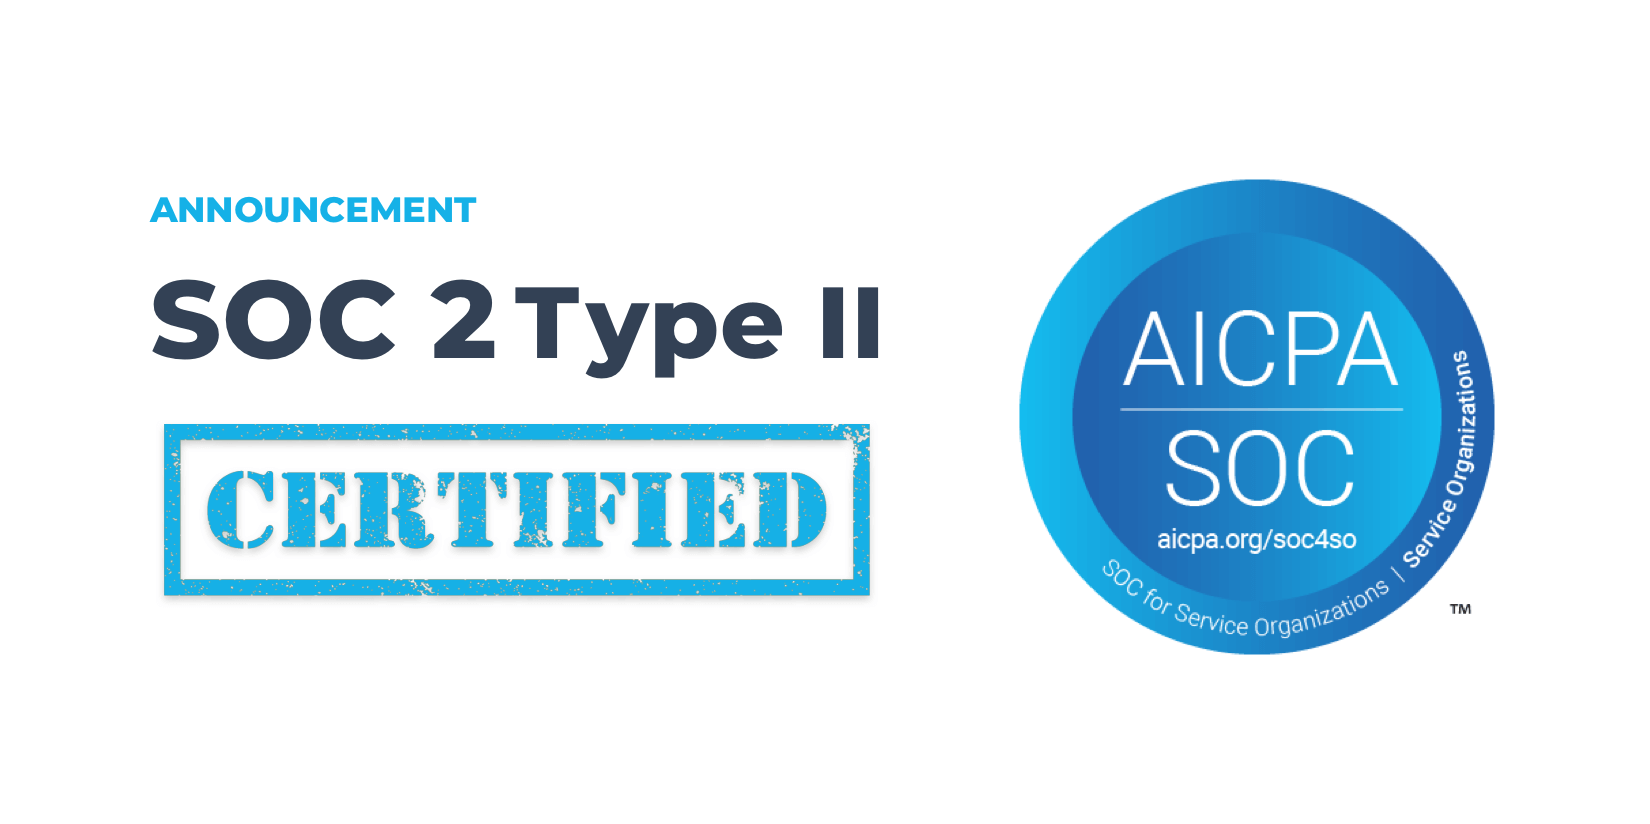 ANNOUNCEMENT
SOC 2 Type II
CERTIFIED
AICPA
SOC
aicpa.org/soc4so
SOC for Service Organizations | Service Organizations
TM